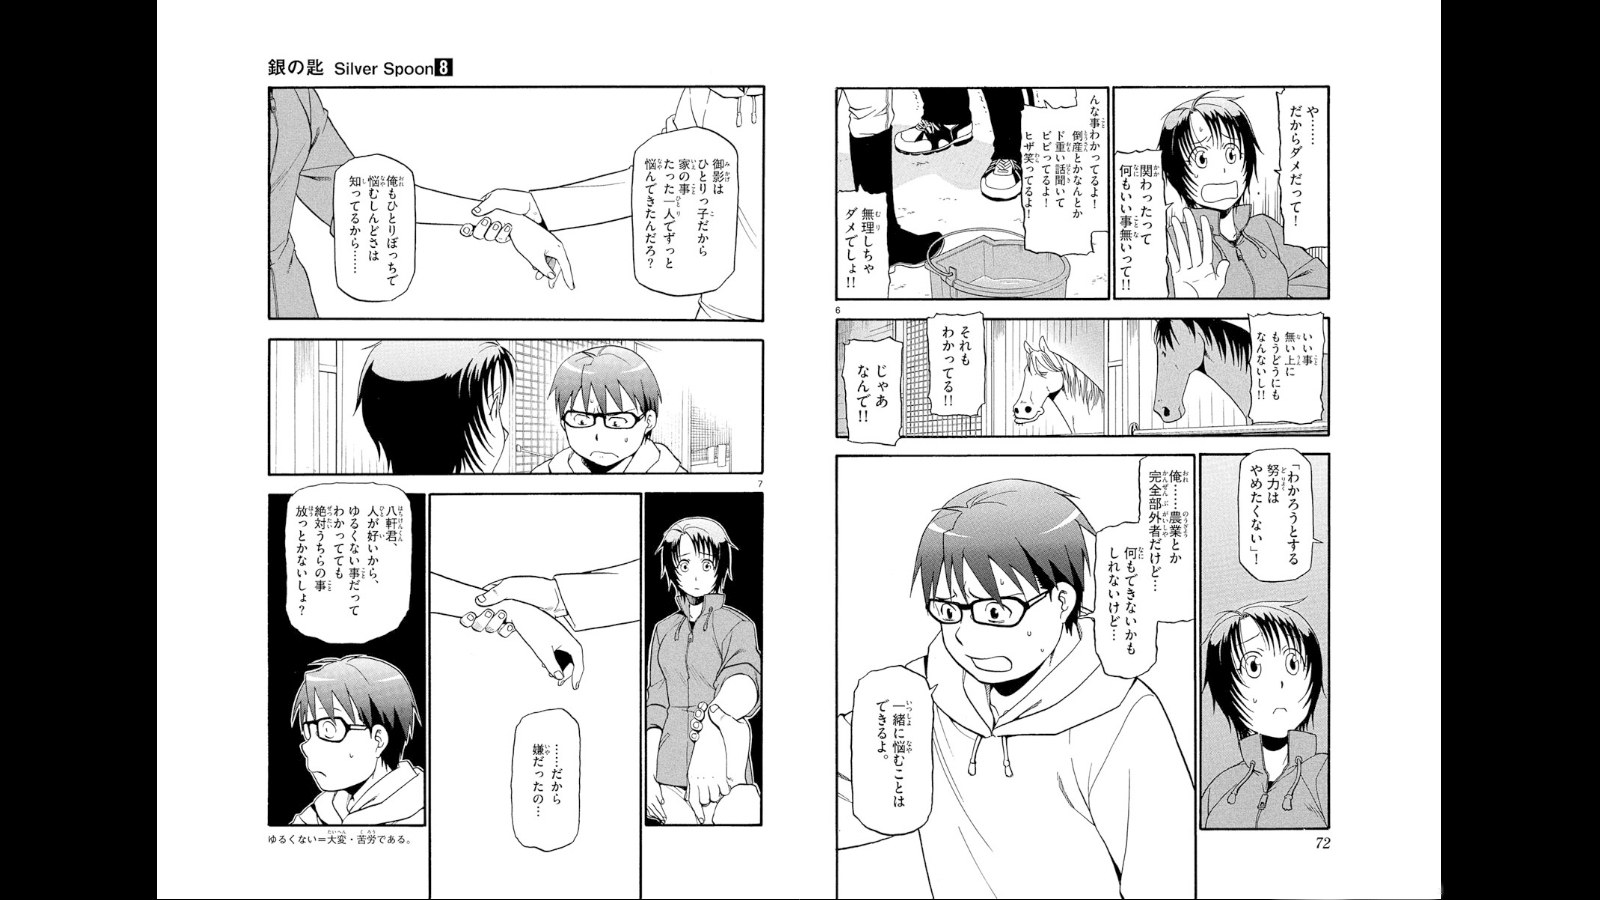 や……
だからダメだって!
関わったって
何もいい事無いって!!
んな事わかってるよ!
倒産とかなんとか
ド重い話聞いて
ビビってるよ!
ヒザ笑ってるよ!
無理しちゃ
ダメでしょ!!
6
いい事
無い上に
もうどうにも
なんないし!!
それも
わかってる!!
じゃあ
なんで!!
「わかろうとする
努力は
やめたくない」!
俺……農業とか
完全部外者だけど…
何もできないかも
しれないけど…
一緒に悩むことは
できるよ。
72
銀の匙 Silver Spoon 8
御影は
ひとりっ子だから
家の事
たった一人でずっと
悩んできたんだろ?
俺もひとりぼっちで
悩むしんどさは
知ってるから……
7
……だから
嫌だったの…
八軒君、
人が好いから、
ゆるくない事だって
わかってても
絶対うちらの事
放っとかないしょ?
ゆるくない=大変・苦労である。